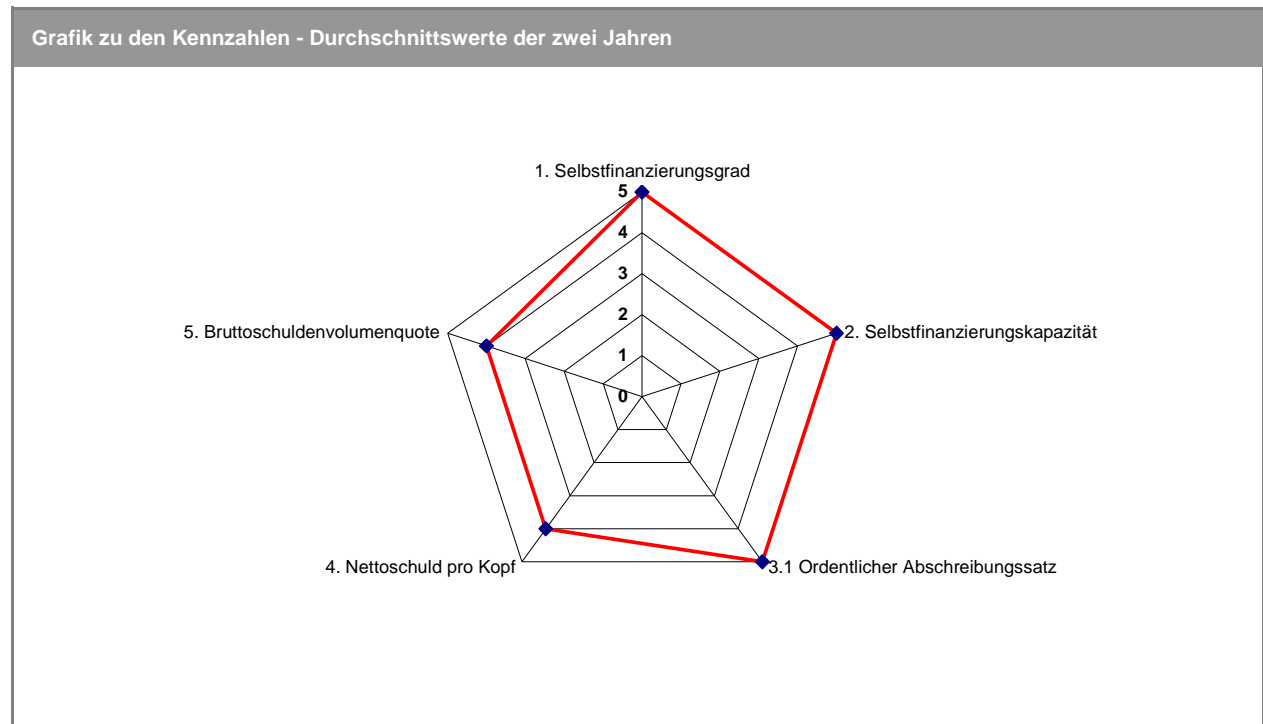 Grafik zu den Kennzahlen - Durchschnittswerte der zwei Jahren
1. Selbstfinanzierungsgrad
5
4
3
2
1
0
5. Bruttoschuldenvolumenquote
2. Selbstfinanzierungskapazität
4. Nettoschuld pro Kopf
3.1 Ordentlicher Abschreibungssatz